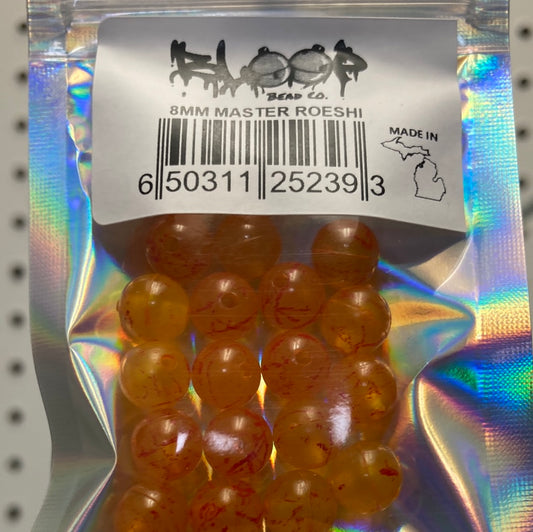 BLOOP
BEAD CO.
8MM MASTER ROESHI
MADE IN
6 50311 25239 3